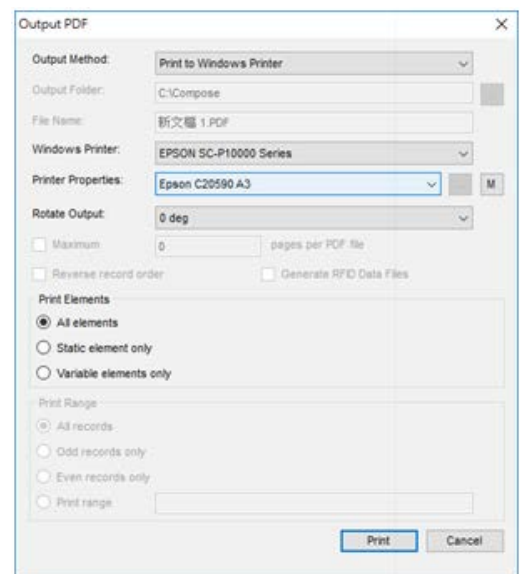 Output PDF
Output Method: Print to Windows Printer
Output Folder: C:\Compose
File Name: 新文檔 1.PDF
Windows Printer: EPSON SC-P10000 Series
Printer Properties: Epson C20590 A3 M
Rotate Output: 0 deg
Maximum 0 pages per PDF file
Reverse record order Generate RFID Data Files
Print Elements
All elements
Static element only
Variable elements only
Print Range
All records
Odd records only
Even records only
Print range
Print Cancel